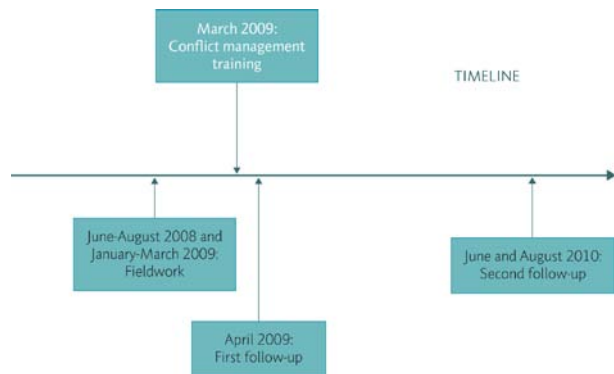 March 2009:
Conflict management
training
TIMELINE
June-August 2008 and
January-March 2009:
Fieldwork
June and August 2010:
Second follow-up
April 2009:
First follow-up